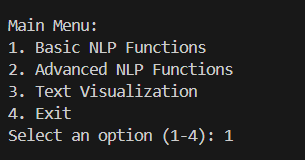 Main Menu:
1. Basic NLP Functions
2. Advanced NLP Functions
3. Text Visualization
4. Exit
Select an option (1-4): 1